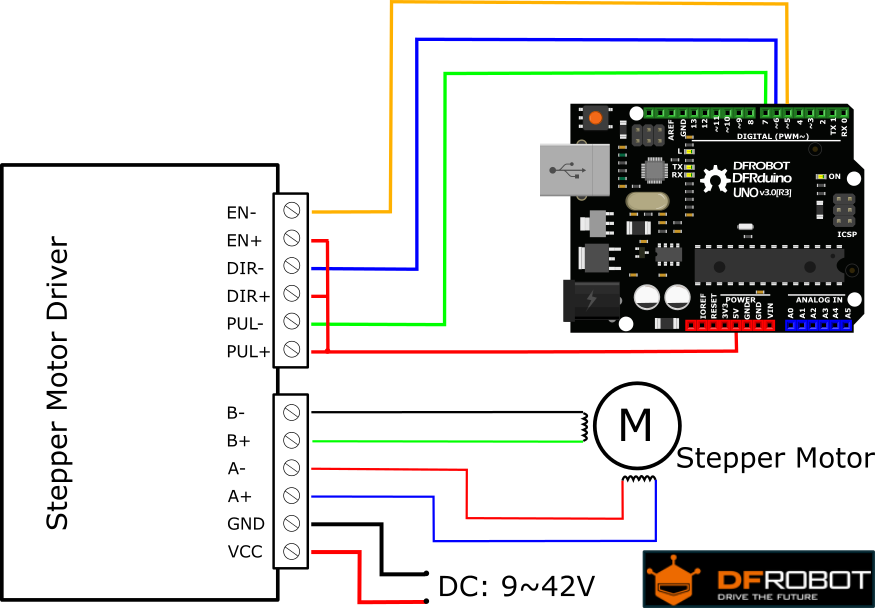 AREF
GND
13
12
~11
~10
~9
8
7
~6
~5
4
~3
2
TX 1
RX 0
DIGITAL (PWM~)
L
TX
RX
DFROBOT
DFRduino
UNO v3.0[R3]
ON
ICSP
IOREF
RESET
3V3
5V
GND
GND
VIN
POWER
ANALOG IN
A0
A1
A2
A3
A4
A5
Stepper Motor Driver
EN-
EN+
DIR-
DIR+
PUL-
PUL+
B-
B+
A-
A+
GND
VCC
M
Stepper Motor
DC: 9~42V
DFROBOT
DRIVE THE FUTURE